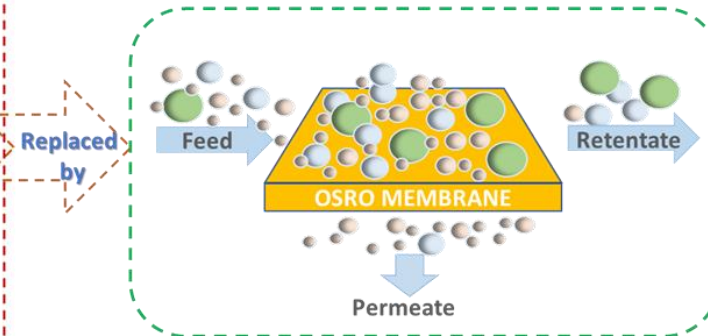 Replaced
by
Feed
Retentate
OSRO MEMBRANE
Permeate